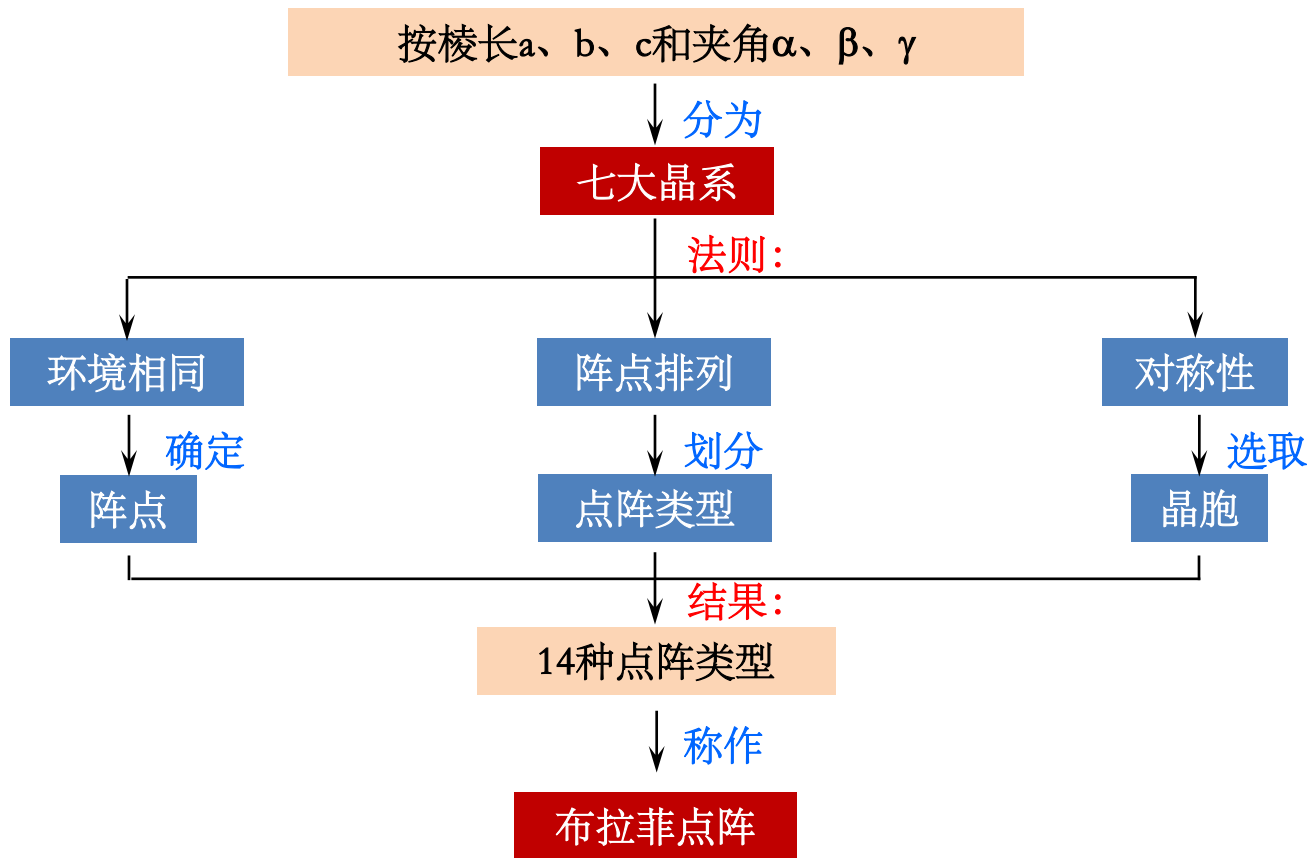 按棱长a、b、c和夹角α、β、γ
分为
七大晶系
法则：
环境相同
阵点排列
对称性
确定
划分
选取
阵点
点阵类型
晶胞
结果：
14种点阵类型
称作
布拉菲点阵